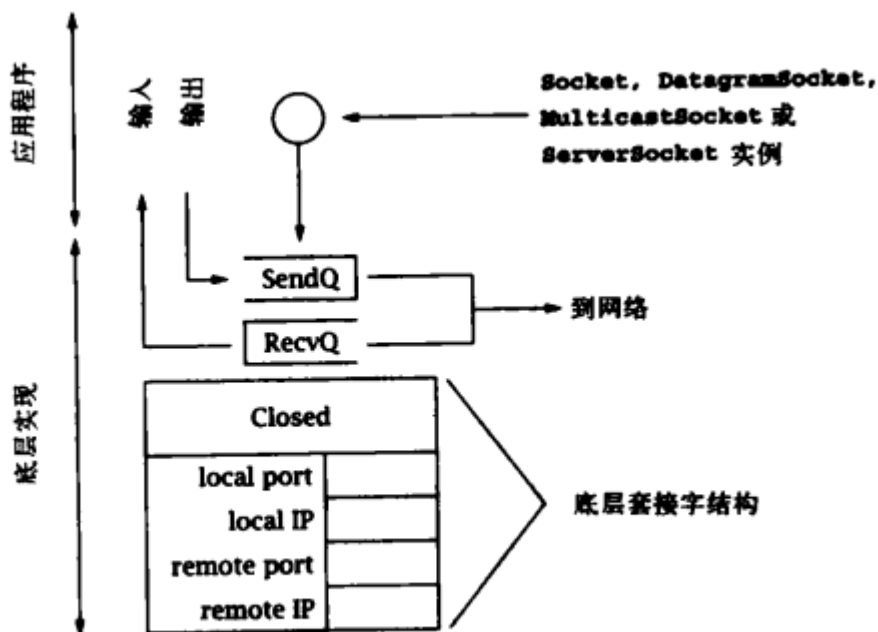 应用程序
输入
输出
Socket, DatagramSocket,
MulticastSocket 或
ServerSocket 实例
底层实现
SendQ
RecvQ
到网络
Closed
local port
local IP
remote port
remote IP
底层套接字结构